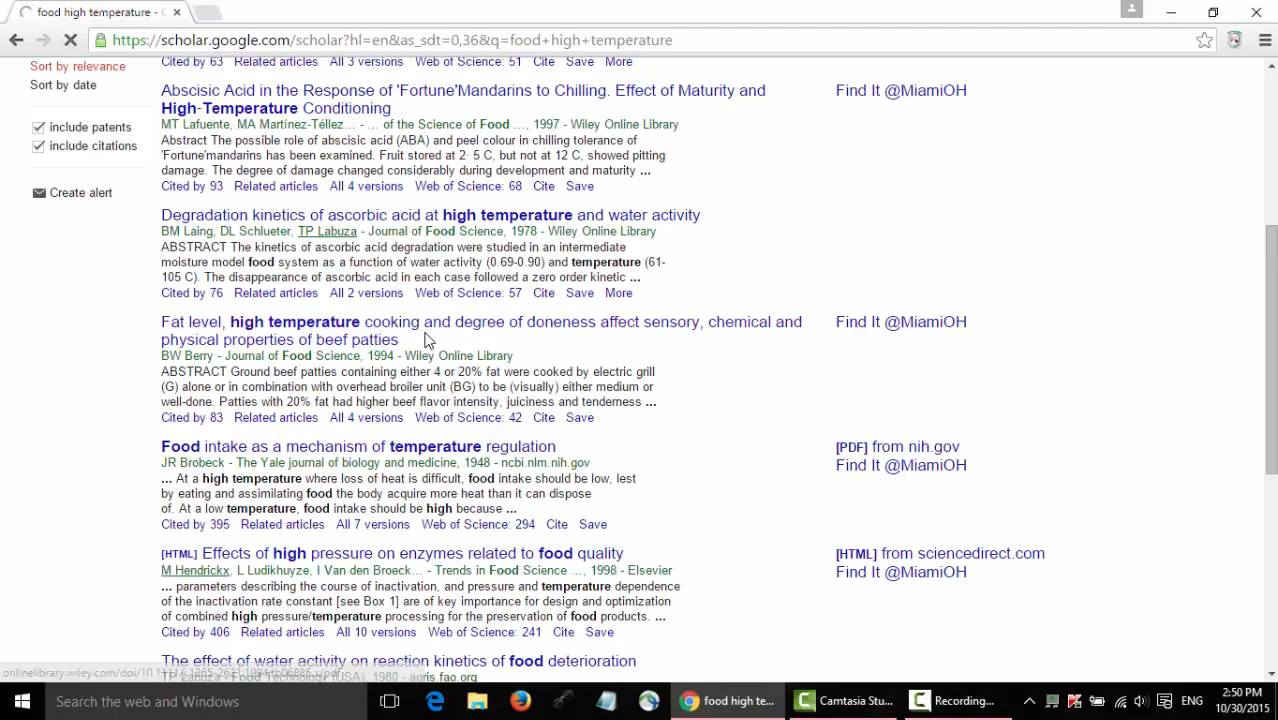 food high temperature - G
https://scholar.google.com/scholar?hl=en&as_sdt=0,36&q=food+high+temperature
Sort by relevance
Sort by date
include patents
include citations
Create alert
Cited by 63 Related articles All 3 versions Web of Science: 51 Cite Save More
Abscisic Acid in the Response of 'Fortune'Mandarins to Chilling. Effect of Maturity and
High-Temperature Conditioning
Find It @MiamiOH
MT Lafuente, MA Martínez-Téllez... - ... of the Science of Food ..., 1997 - Wiley Online Library
Abstract The possible role of abscisic acid (ABA) and peel colour in chilling tolerance of
'Fortune'mandarins has been examined. Fruit stored at 2· 5 C, but not at 12 C, showed pitting
damage. The degree of damage changed considerably during development and maturity ...
Cited by 93 Related articles All 4 versions Web of Science: 68 Cite Save
Degradation kinetics of ascorbic acid at high temperature and water activity
BM Laing, DL Schlueter, TP Labuza - Journal of Food Science, 1978 - Wiley Online Library
ABSTRACT The kinetics of ascorbic acid degradation were studied in an intermediate
moisture model food system as a function of water activity (0.69-0.90) and temperature (61-
105 C). The disappearance of ascorbic acid in each case followed a zero order kinetic ...
Cited by 76 Related articles All 2 versions Web of Science: 57 Cite Save More
Fat level, high temperature cooking and degree of doneness affect sensory, chemical and
physical properties of beef patties
Find It @MiamiOH
BW Berry - Journal of Food Science, 1994 - Wiley Online Library
ABSTRACT Ground beef patties containing either 4 or 20% fat were cooked by electric grill
(G) alone or in combination with overhead broiler unit (BG) to be (visually) either medium or
well-done. Patties with 20% fat had higher beef flavor intensity, juiciness and tenderness ...
Cited by 83 Related articles All 4 versions Web of Science: 42 Cite Save
Food intake as a mechanism of temperature regulation
[PDF] from nih.gov
JR Brobeck - The Yale journal of biology and medicine, 1948 - ncbi.nlm.nih.gov
Find It @MiamiOH
... At a high temperature where loss of heat is difficult, food intake should be low, lest
by eating and assimilating food the body acquire more heat than it can dispose
of. At a low temperature, food intake should be high because ...
Cited by 395 Related articles All 7 versions Web of Science: 294 Cite Save
[HTML] Effects of high pressure on enzymes related to food quality
[HTML] from sciencedirect.com
M Hendrickx, L Ludikhuyze, I Van den Broeck... - Trends in Food Science ..., 1998 - Elsevier
Find It @MiamiOH
... parameters describing the course of inactivation, and pressure and temperature dependence
of the inactivation rate constant [see Box 1] are of key importance for design and optimization
of combined high pressure/temperature processing for the preservation of food products. ...
Cited by 406 Related articles All 10 versions Web of Science: 241 Cite Save
The effect of water activity on reaction kinetics of food deterioration
TP Labuza - Food Technology (USA), 1980 - agris.fao.org
Search the web and Windows
food high te...
Camtasia Stu...
Recording...
ENG
2:50 PM
10/30/2015